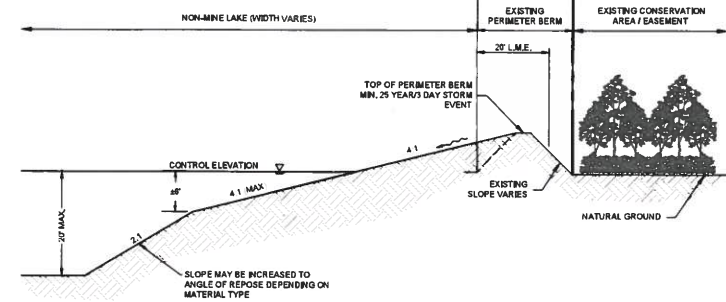 NON-MINE LAKE (WIDTH VARIES)
EXISTING
PERIMETER BERM
EXISTING CONSERVATION
AREA / EASEMENT
20' L.M.E.
TOP OF PERIMETER BERM
MIN. 25 YEAR/3 DAY STORM
EVENT
4:1
CONTROL ELEVATION
±6'
4:1 MAX
20' MAX.
2:1
EXISTING
SLOPE VARIES
NATURAL GROUND
SLOPE MAY BE INCREASED TO
ANGLE OF REPOSE DEPENDING ON
MATERIAL TYPE